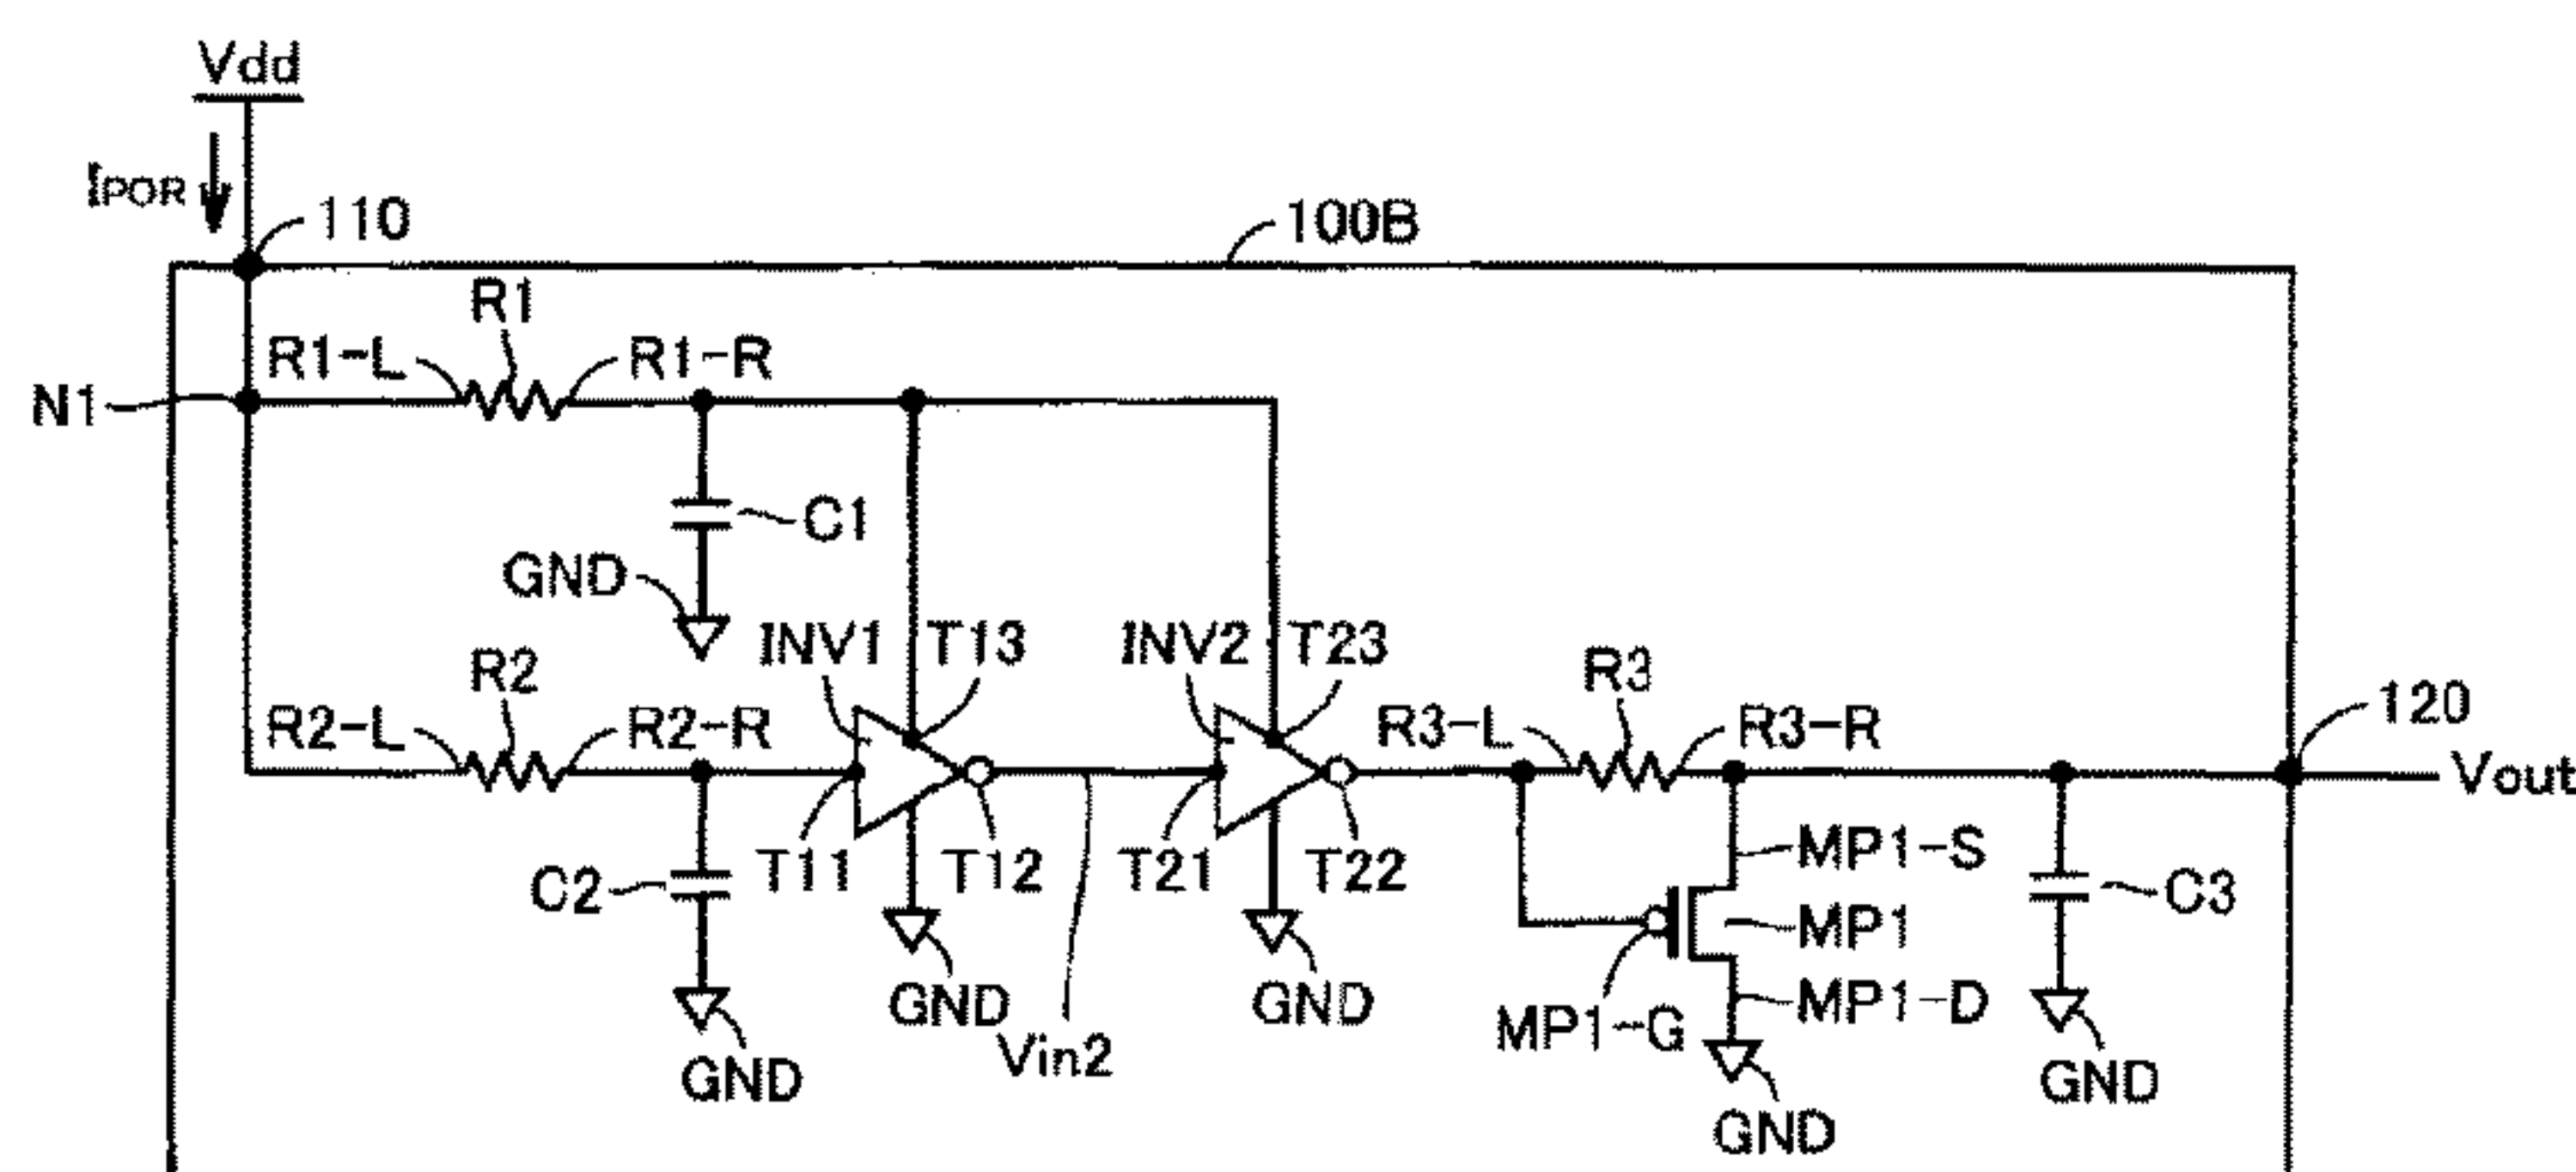 Vdd
IPOR
110
100B
R1
R1-L
R1-R
N1
C1
GND
INV1
T13
INV2
T23
R2
R3
R2-L
R2-R
R3-L
R3-R
120
Vout
T11
T12
T21
T22
MP1-S
C2
C3
MP1
GND
GND
MP1-G
MP1-D
Vin2
GND
GND
GND